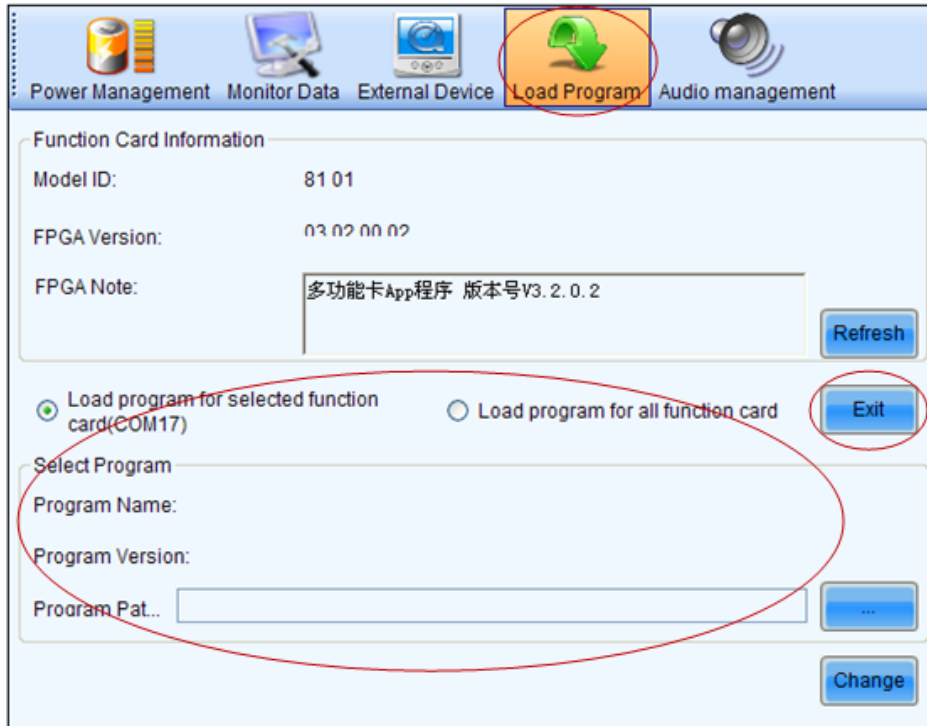 Power Management Monitor Data External Device Load Program Audio management
Function Card Information
Model ID: 81 01
FPGA Version: 03 02 00 02
FPGA Note: 多功能卡App程序 版本号V3.2.0.2
Refresh
Load program for selected function card(COM17)
Load program for all function card
Exit
Select Program
Program Name:
Program Version:
Program Pat... ...
Change